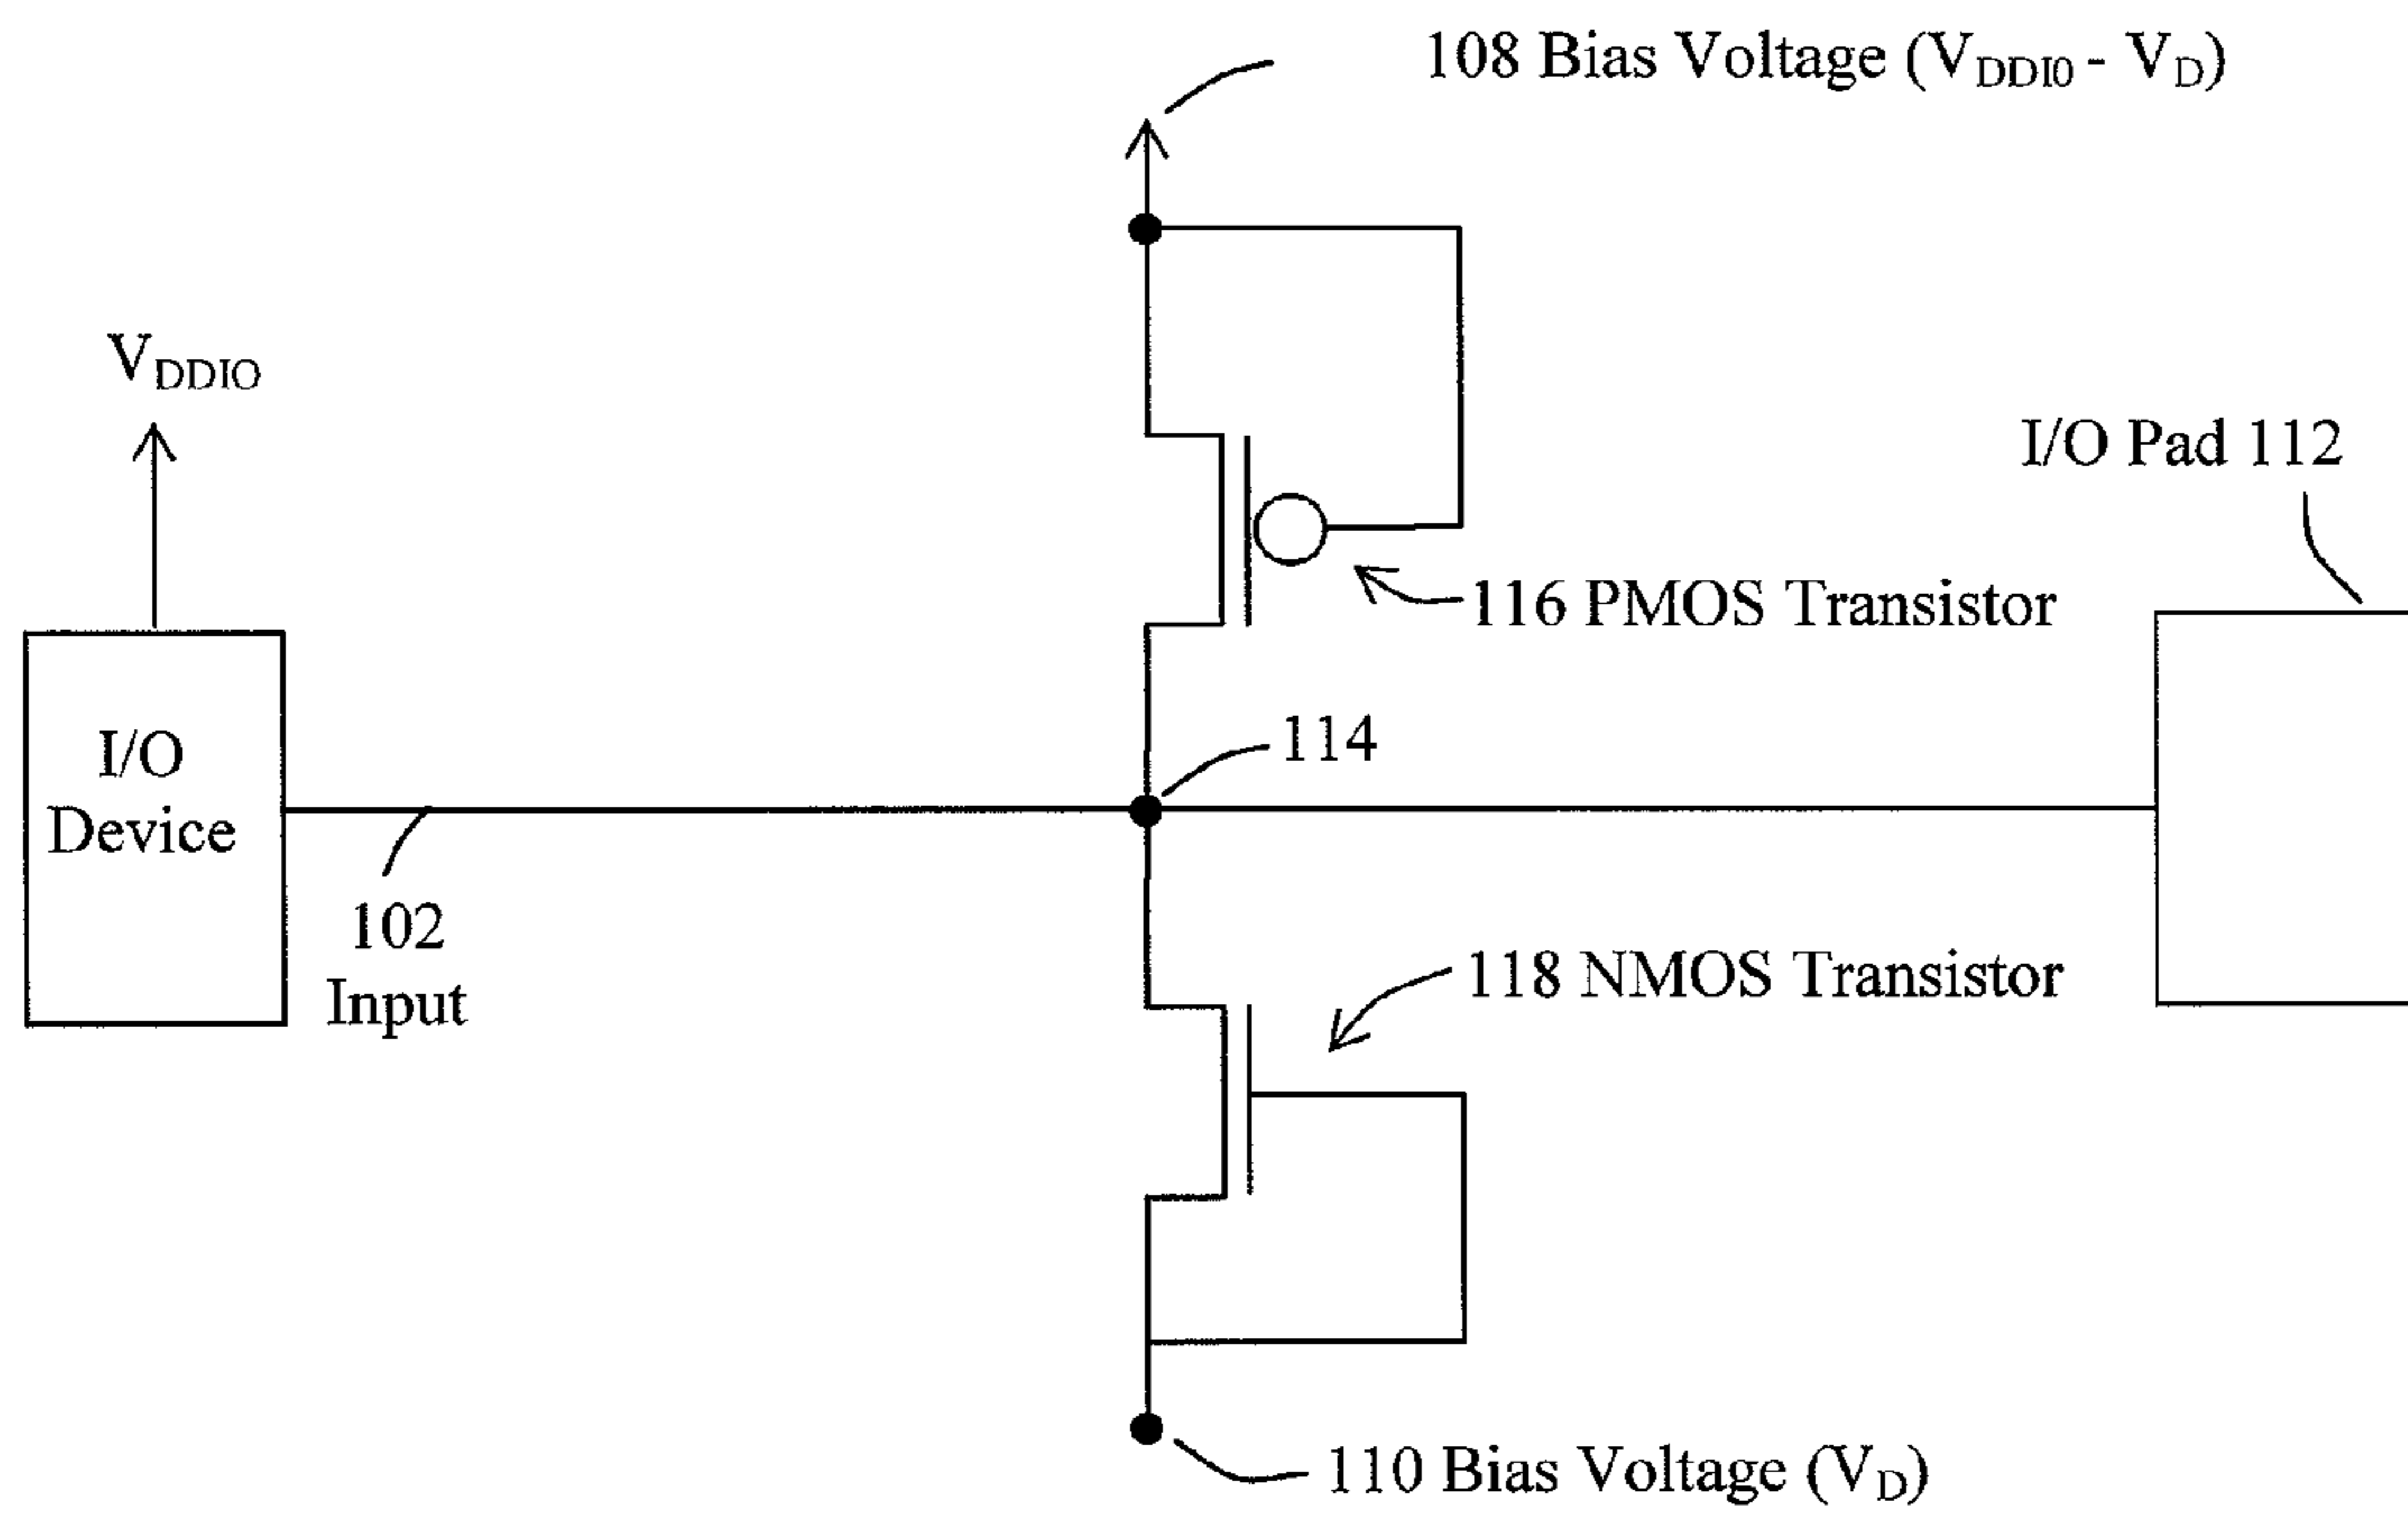 108 Bias Voltage (VDDI0 - VD)
VDDIO
I/O Pad 112
116 PMOS Transistor
114
I/O
Device
102
Input
118 NMOS Transistor
110 Bias Voltage (VD)